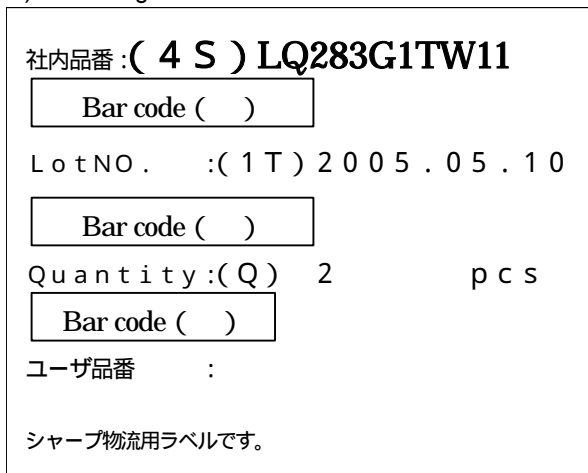 社内品番 :(４Ｓ) LQ283G1TW11
Bar code (　)
LotNO.　:(1T) 2005.05.10
Bar code (　)
Quantity:(Q)　2　pcs
Bar code (　)
ユーザ品番　:
シャープ物流用ラベルです。